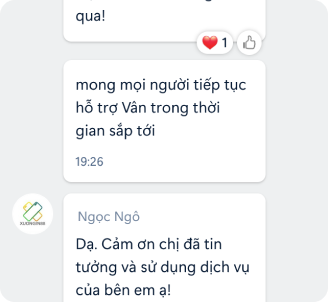 qua!
1
mong mọi người tiếp tục
hỗ trợ Vân trong thời
gian sắp tới
19:26
Ngọc Ngô
Dạ. Cảm ơn chị đã tin
tưởng và sử dụng dịch vụ
của bên em ạ!